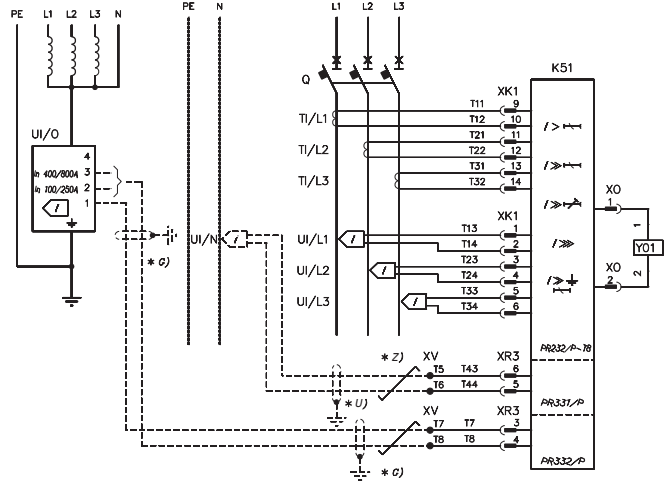 PE L1 L2 L3 N
UI/O
4
In 400/800A 3
In 100/250A 2
1
I
* G)
PE N
UI/N I
L1 L2 L3
Q
TI/L1
TI/L2
TI/L3
UI/L1 I
UI/L2 I
UI/L3 I
XK1
T11 9
T12 10
T21 11
T22 12
T31 13
T32 14
XK1
T13 1
T14 2
T23 3
T24 4
T33 5
T34 6
K51
I>
I>>
I>>
I>>>
I>>
PR232/P-T8
PR331/P
PR332/P
XO
1
1
Y01
2
XO
2
* Z) XV XR3
T5 T43 6
T6 T44 5
* U)
XV XR3
T7 T7 3
T8 T8 4
* G)